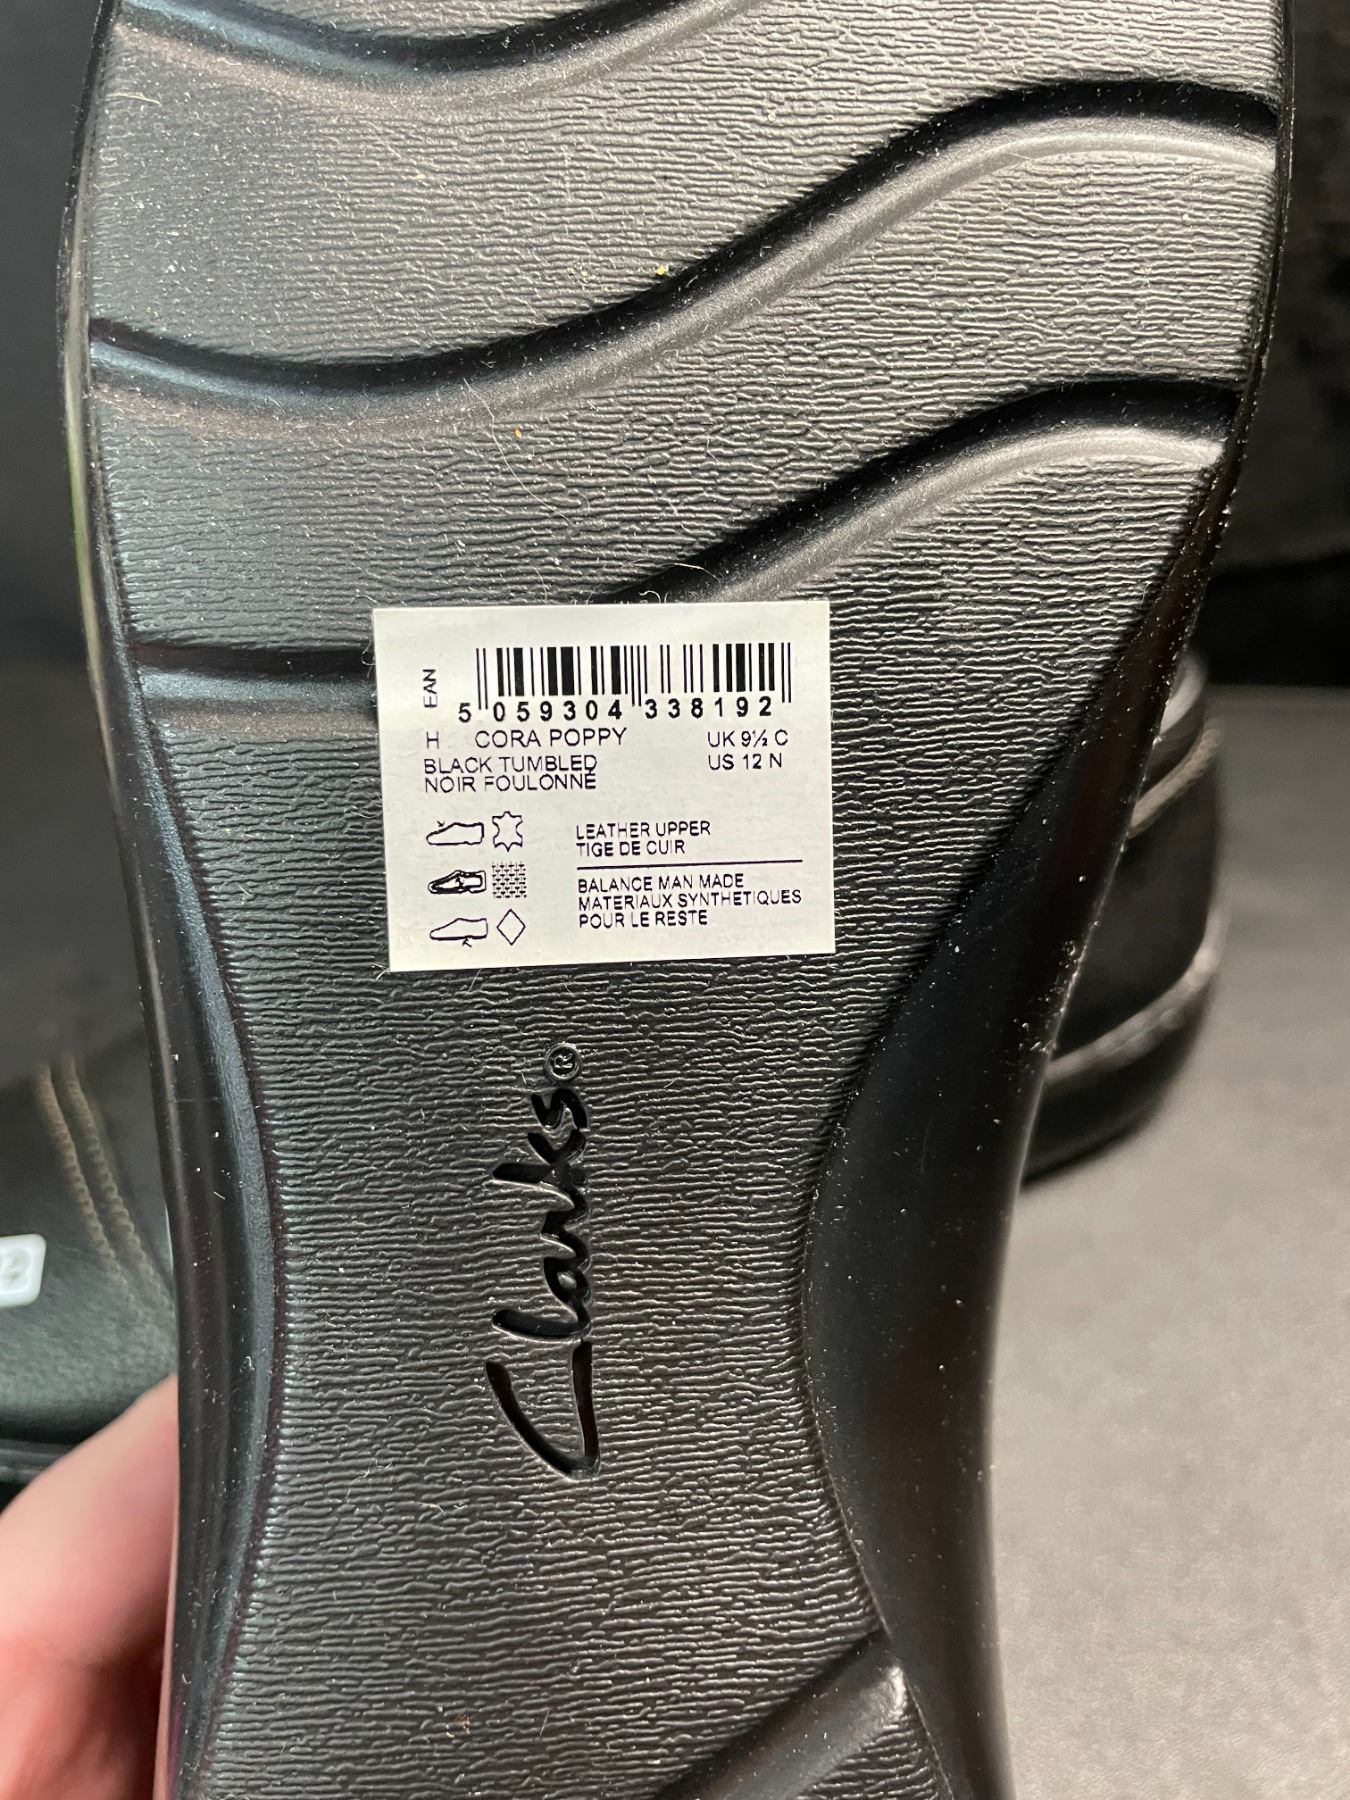 EAN
5 059304 338192
H CORA POPPY UK 9½ C
BLACK TUMBLED US 12 N
NOIR FOULONNÉ
LEATHER UPPER
TIGE DE CUIR
BALANCE MAN MADE
MATERIAUX SYNTHETIQUES
POUR LE RESTE
Clarks®